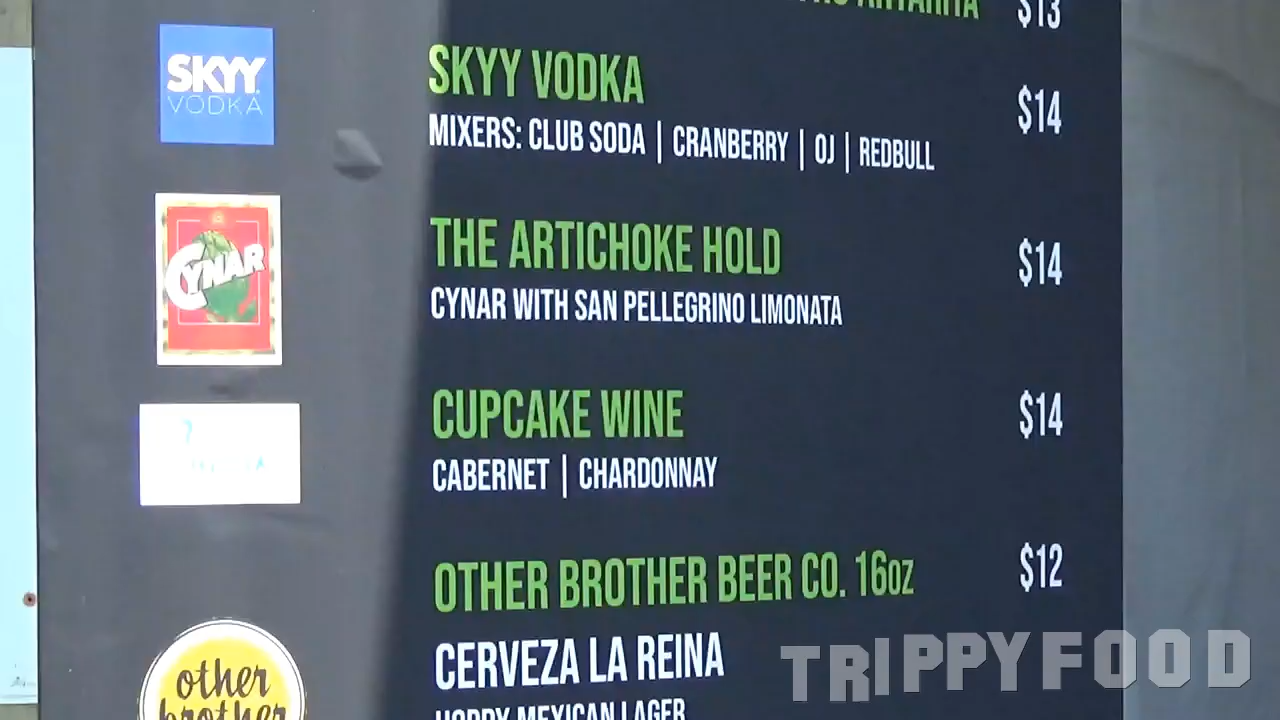 $13
SKYY
VODKA
SKYY VODKA
$14
MIXERS: CLUB SODA | CRANBERRY | OJ | REDBULL
CYNAR
THE ARTICHOKE HOLD
$14
CYNAR WITH SAN PELLEGRINO LIMONATA
CUPCAKE WINE
$14
CABERNET | CHARDONNAY
OTHER BROTHER BEER CO. 16oz
$12
other
brother
CERVEZA LA REINA
HOPPY MEXICAN LAGER
TRIPPYFOOD